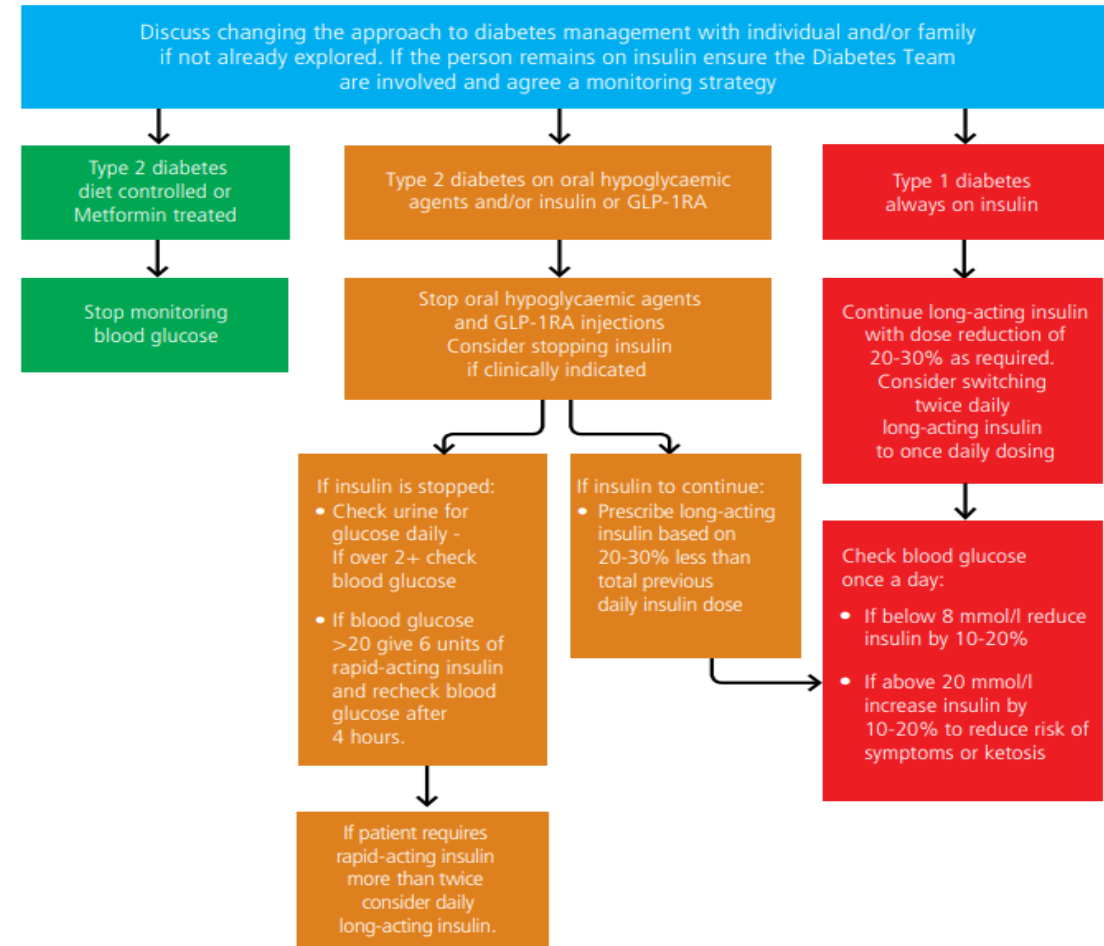 Discuss changing the approach to diabetes management with individual and/or family
if not already explored. If the person remains on insulin ensure the Diabetes Team
are involved and agree a monitoring strategy
Type 2 diabetes
diet controlled or
Metformin treated
Stop monitoring
blood glucose
Type 2 diabetes on oral hypoglycaemic
agents and/or insulin or GLP-1RA
Stop oral hypoglycaemic agents
and GLP-1RA injections
Consider stopping insulin
if clinically indicated
If insulin is stopped:
• Check urine for
glucose daily -
If over 2+ check
blood glucose
• If blood glucose
>20 give 6 units of
rapid-acting insulin
and recheck blood
glucose after
4 hours.
If patient requires
rapid-acting insulin
more than twice
consider daily
long-acting insulin.
If insulin to continue:
• Prescribe long-acting
insulin based on
20-30% less than
total previous
daily insulin dose
Type 1 diabetes
always on insulin
Continue long-acting insulin
with dose reduction of
20-30% as required.
Consider switching
twice daily
long-acting insulin
to once daily dosing
Check blood glucose
once a day:
• If below 8 mmol/l reduce
insulin by 10-20%
• If above 20 mmol/l
increase insulin by
10-20% to reduce risk of
symptoms or ketosis